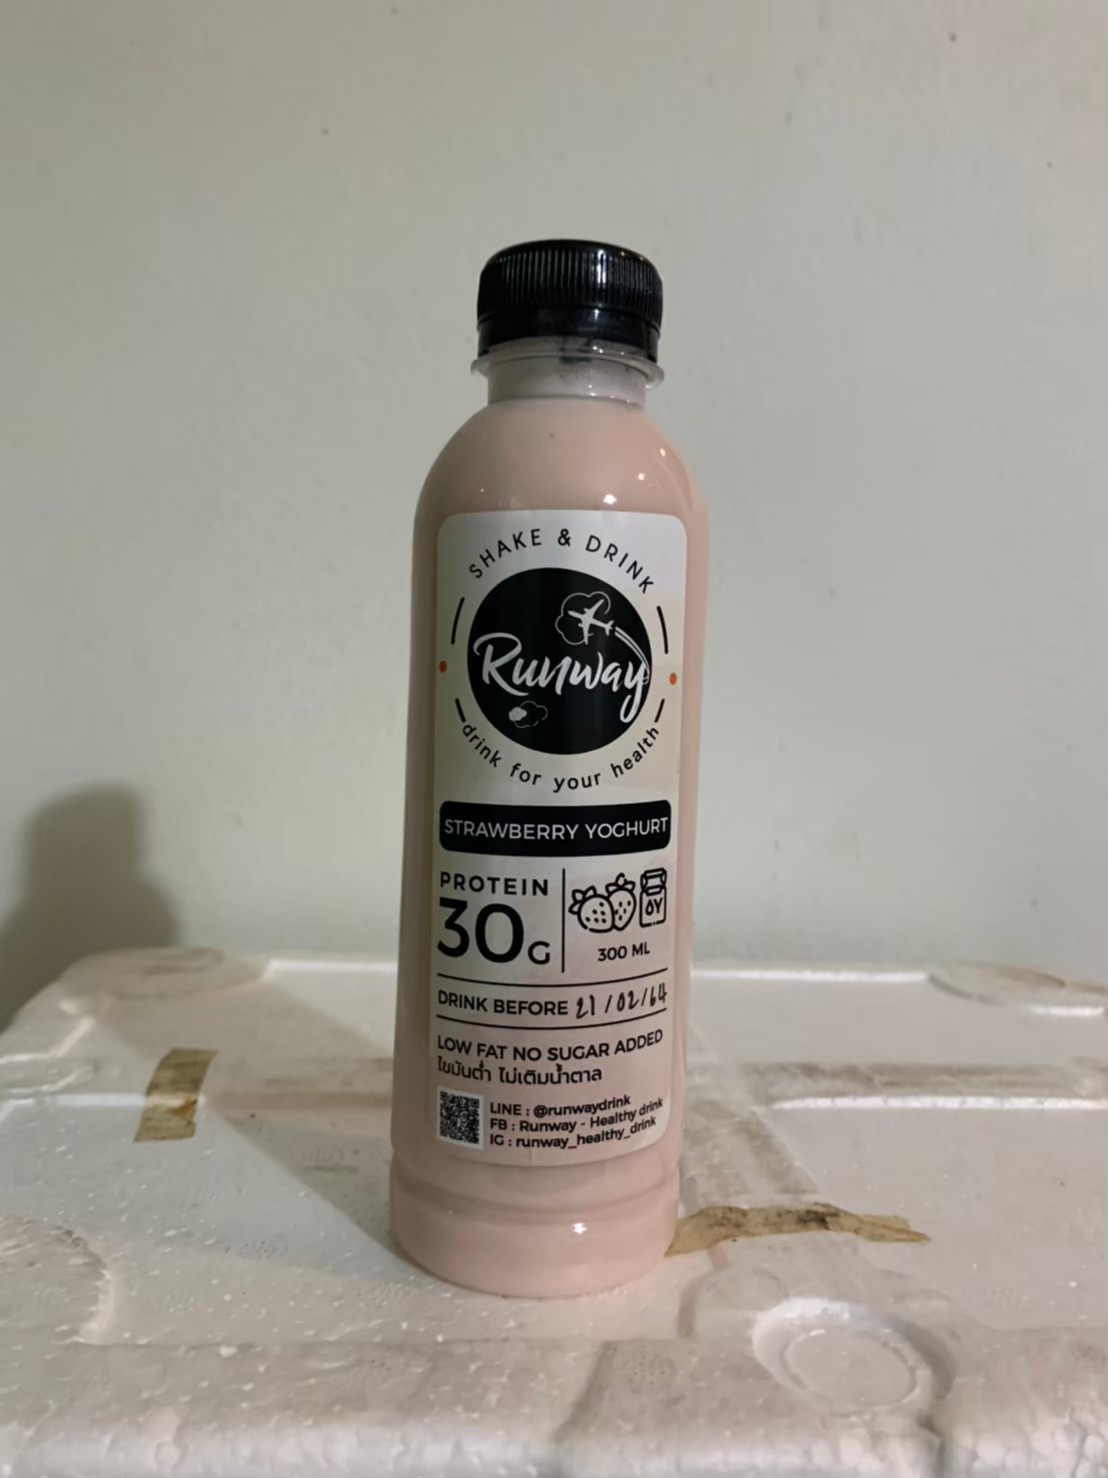 SHAKE & DRINK
Runway
drink for your health
STRAWBERRY YOGHURT
PROTEIN
30G
300 ML
DRINK BEFORE 21/02/64
LOW FAT NO SUGAR ADDED
ไขมันต่ำ ไม่เติมน้ำตาล
LINE : @runwaydrink
FB : Runway - Healthy drink
IG : runway_healthy_drink